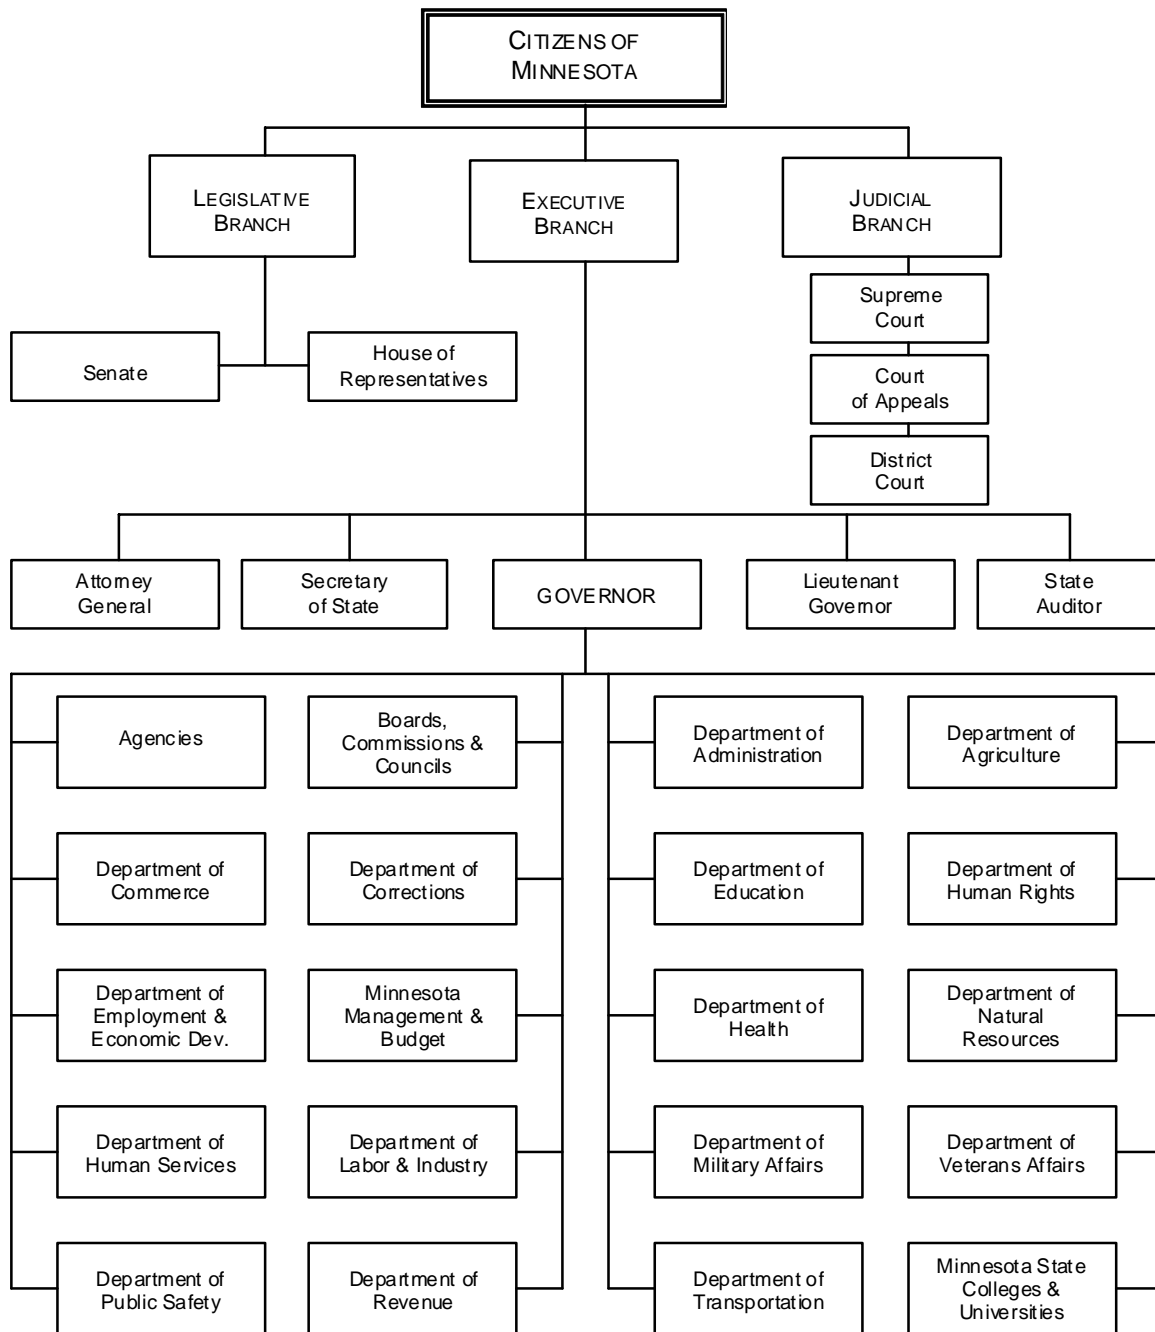 CITIZENS OF
MINNESOTA
LEGISLATIVE
BRANCH
EXECUTIVE
BRANCH
JUDICIAL
BRANCH
Supreme
Court
Senate
House of
Representatives
Court
of Appeals
District
Court
Attorney
General
Secretary
of State
GOVERNOR
Lieutenant
Governor
State
Auditor
Agencies
Boards,
Commissions &
Councils
Department of
Administration
Department of
Agriculture
Department of
Commerce
Department of
Corrections
Department of
Education
Department of
Human Rights
Department of
Employment &
Economic Dev.
Minnesota
Management &
Budget
Department of
Health
Department of
Natural
Resources
Department of
Human Services
Department of
Labor & Industry
Department of
Military Affairs
Department of
Veterans Affairs
Department of
Public Safety
Department of
Revenue
Department of
Transportation
Minnesota State
Colleges &
Universities